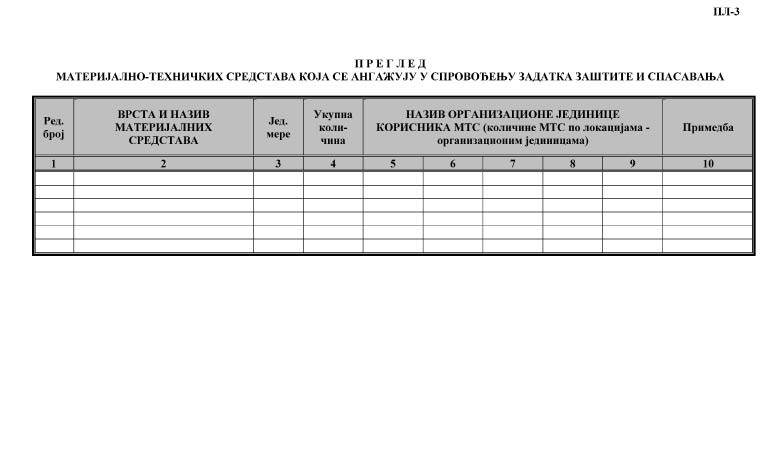 ПЛ-3
П Р Е Г Л Е Д
МАТЕРИЈАЛНО-ТЕХНИЧКИХ СРЕДСТАВА КОЈА СЕ АНГАЖУЈУ У СПРОВОЂЕЊУ ЗАДАТКА ЗАШТИТЕ И СПАСАВАЊА
Ред.
број
ВРСТА И НАЗИВ
МАТЕРИЈАЛНИХ
СРЕДСТАВА
Јед.
мере
Укупна
коли-
чина
НАЗИВ ОРГАНИЗАЦИОНЕ ЈЕДИНИЦЕ
КОРИСНИКА МТС (количине МТС по локацијама -
организационим јединицама)
Примедба
1 2 3 4 5 6 7 8 9 10